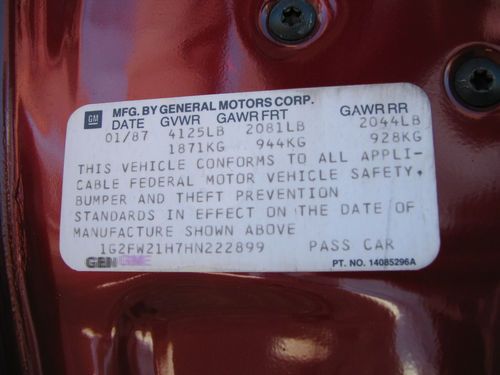 GM
MFG. BY GENERAL MOTORS CORP.
DATE GVWR GAWR FRT GAWR RR
01/87 4125LB 2081LB 2044LB
1871KG 944KG 928KG
THIS VEHICLE CONFORMS TO ALL APPLI-
CABLE FEDERAL MOTOR VEHICLE SAFETY,
BUMPER AND THEFT PREVENTION
STANDARDS IN EFFECT ON THE DATE OF
MANUFACTURE SHOWN ABOVE
1G2FW21H7HN222899 PASS CAR
PT. NO. 14085296A